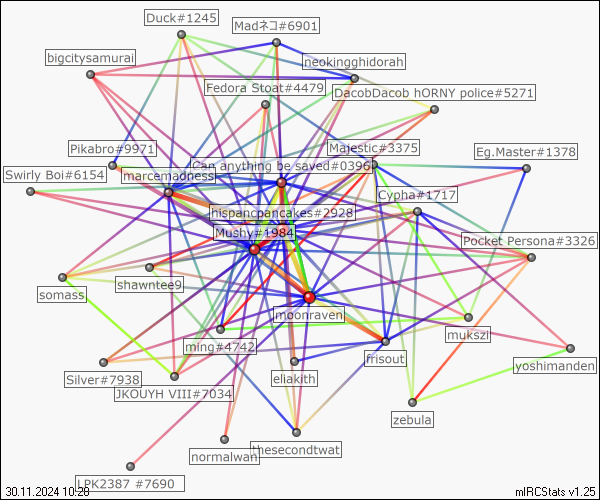 Duck#1245
Madネコ#6901
bigcitysamurai
neokingghidorah
Fedora Stoat#4479
DacobDacob hORNY police#5271
Pikabro#9971
Majestic#3375
Eg.Master#1378
Swirly Boi#6154
marcemadness
Can anything be saved#0396
Cypha#1717
hispancpancakes#2928
Mushy#1984
Pocket Persona#3326
somass
shawntee9
moonraven
mukszi
ming#4742
frisout
yoshimanden
Silver#7938
eliakith
JKOUYH VIII#7034
zebula
normalwan
thesecondtwat
LPK2387 #7690
30.11.2024 10:28
mIRCStats v1.25